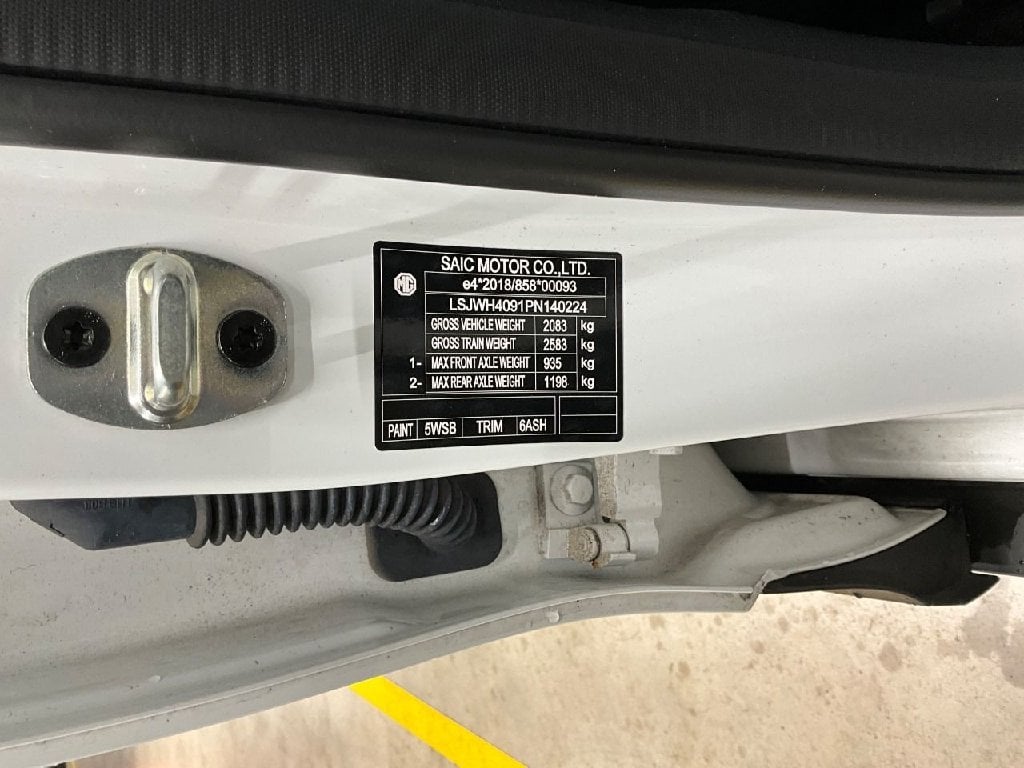 SAIC MOTOR CO.,LTD.
MG
e4*2018/858*00093
LSJWH4091PN140224
GROSS VEHICLE WEIGHT 2083 kg
GROSS TRAIN WEIGHT 2583 kg
1- MAX FRONT AXLE WEIGHT 935 kg
2- MAX REAR AXLE WEIGHT 1196 kg
PAINT 5WSB TRIM 6ASH